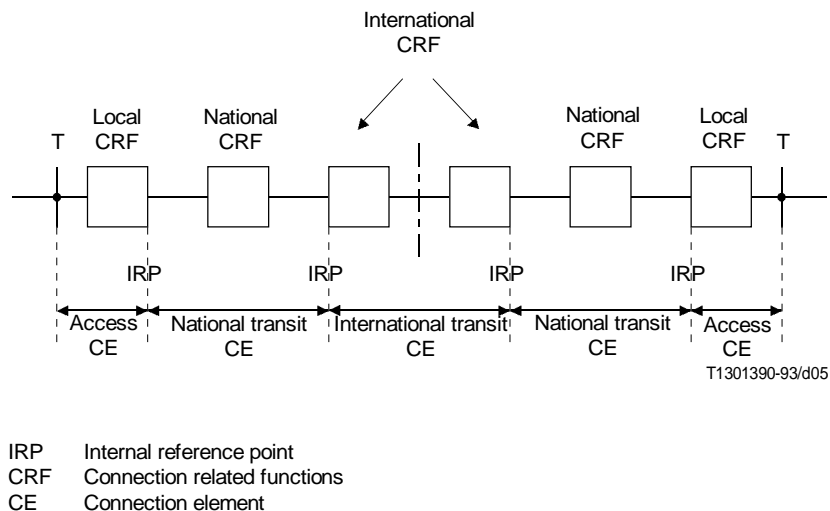 International
CRF
Local
CRF
National
CRF
National
CRF
Local
CRF
T
T
IRP
IRP
IRP
IRP
Access
CE
National transit
CE
International transit
CE
National transit
CE
Access
CE
T1301390-93/d05
IRP Internal reference point
CRF Connection related functions
CE Connection element